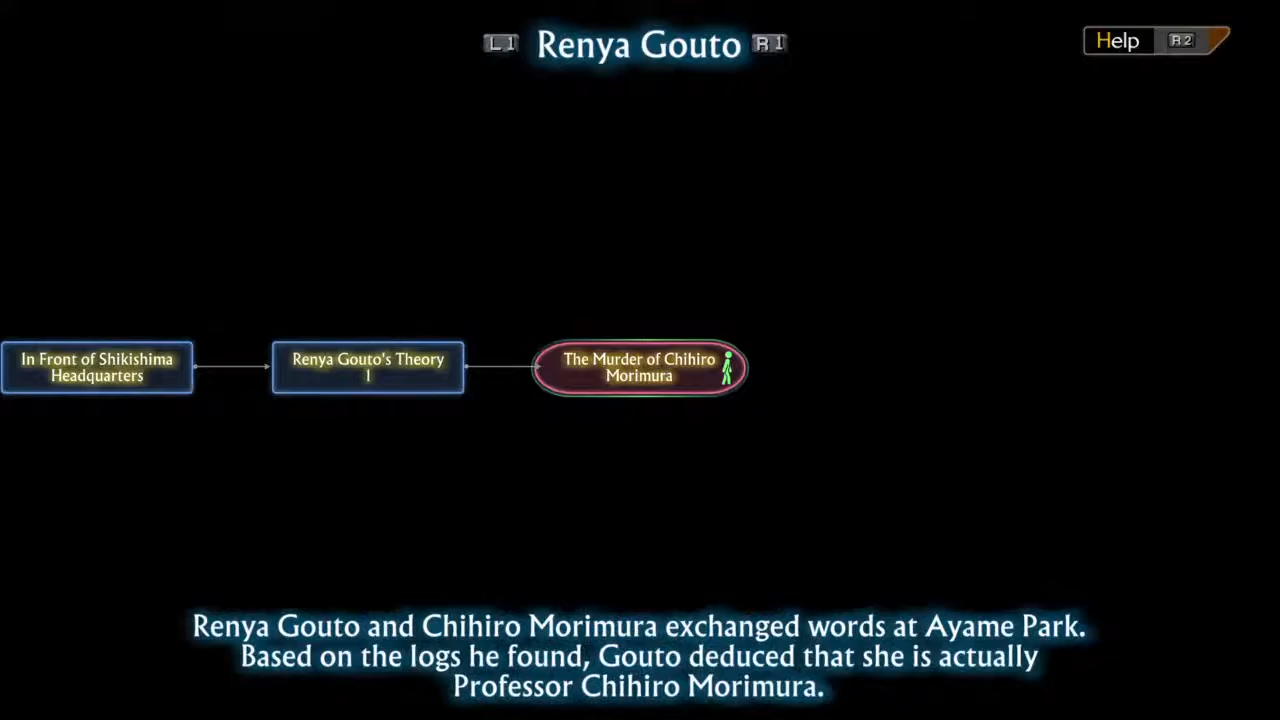 L1 Renya Gouto R1
Help R2
In Front of Shikishima
Headquarters
Renya Gouto's Theory
1
The Murder of Chihiro
Morimura
Renya Gouto and Chihiro Morimura exchanged words at Ayame Park.
Based on the logs he found, Gouto deduced that she is actually
Professor Chihiro Morimura.